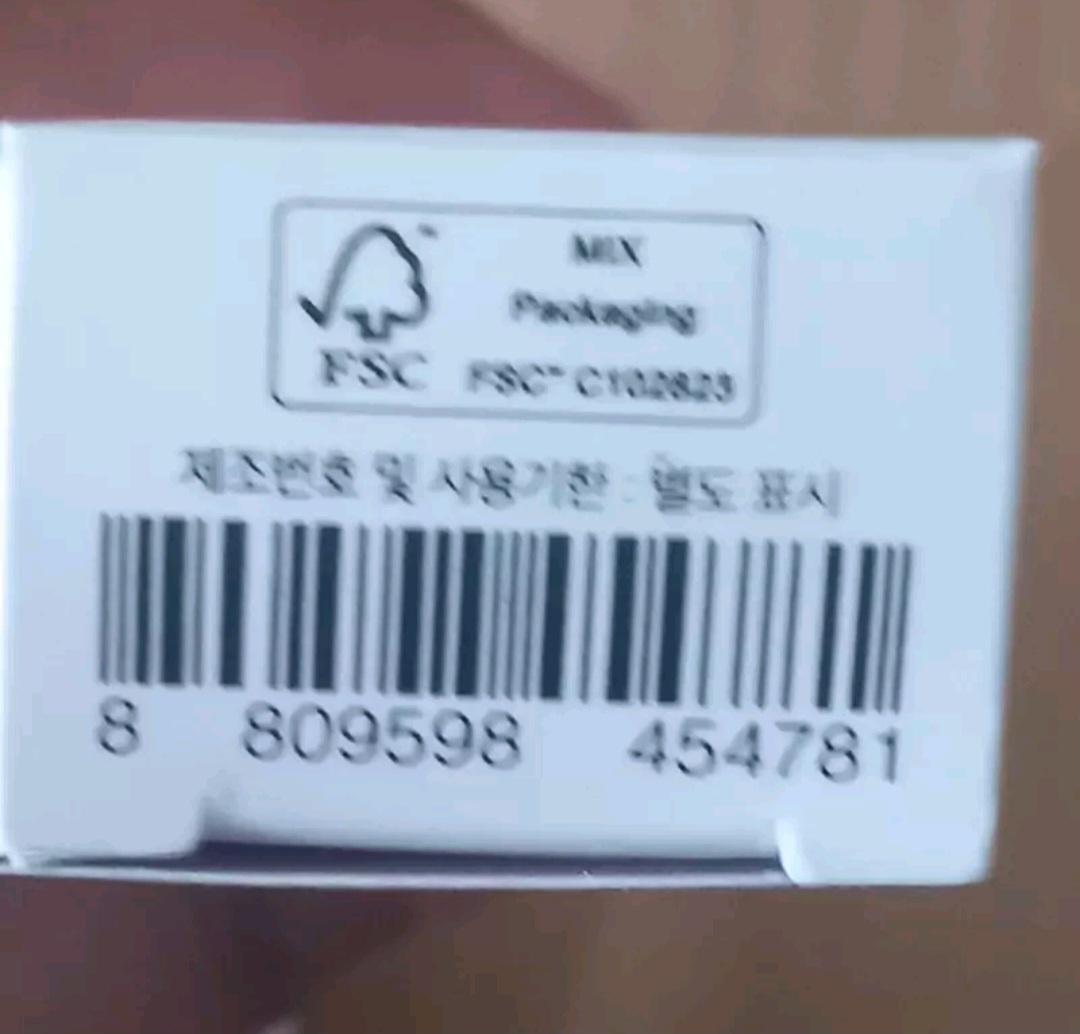 MIX
Packaging
FSC
FSC™ C102823
제조번호 및 사용기한 : 별도 표시
8 809598 454781